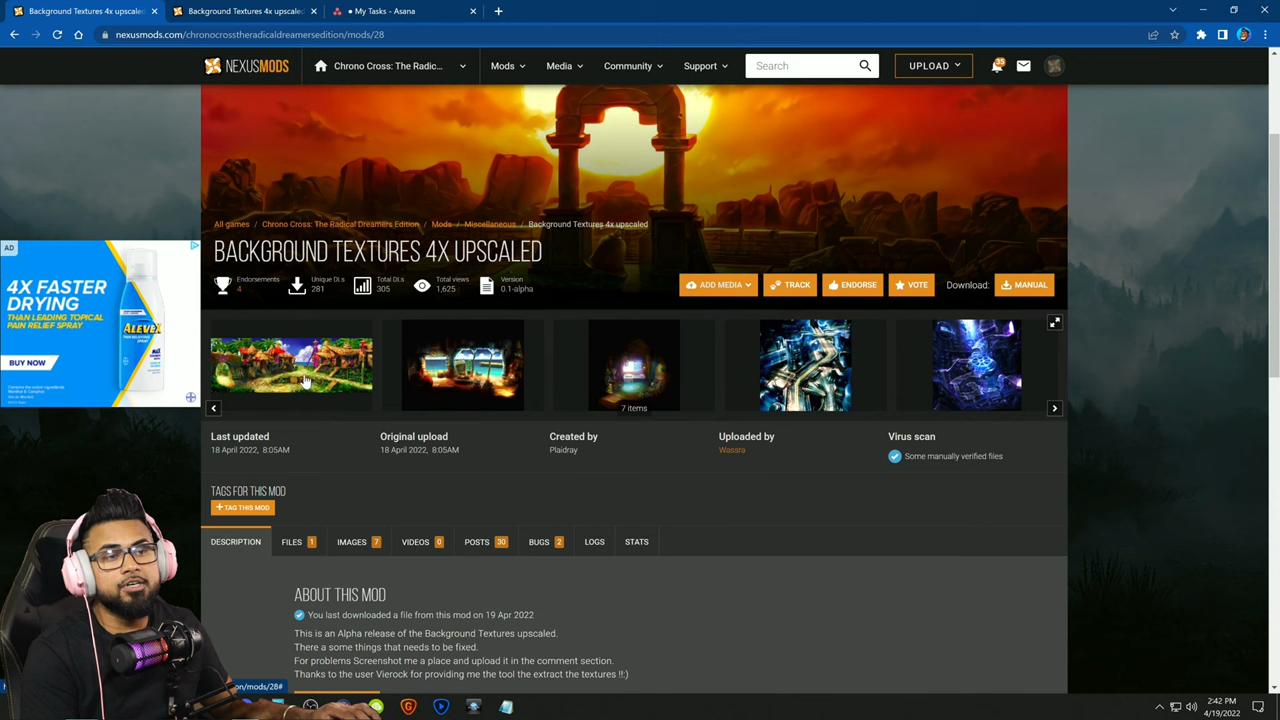 Background Textures 4x upscaled
Background Textures 4x upscaled
● My Tasks - Asana
nexusmods.com/chronocrosstheradicaldreamersedition/mods/28
NEXUSMODS
Chrono Cross: The Radic...
Mods
Media
Community
Support
Search
UPLOAD
35
All games / Chrono Cross: The Radical Dreamers Edition / Mods / Miscellaneous / Background Textures 4x upscaled
BACKGROUND TEXTURES 4X UPSCALED
Endorsements
4
Unique DLs
281
Total DLs
305
Total views
1,625
Version
0.1-alpha
ADD MEDIA
TRACK
ENDORSE
VOTE
Download:
MANUAL
AD
4X FASTER
DRYING
THAN LEADING TOPICAL
PAIN RELIEF SPRAY
BUY NOW
ALEVEX
7 items
Last updated
18 April 2022, 8:05AM
Original upload
18 April 2022, 8:05AM
Created by
Plaidray
Uploaded by
Wassra
Virus scan
Some manually verified files
TAGS FOR THIS MOD
+ TAG THIS MOD
DESCRIPTION
FILES 1
IMAGES 7
VIDEOS 0
POSTS 30
BUGS 2
LOGS
STATS
ABOUT THIS MOD
You last downloaded a file from this mod on 19 Apr 2022
This is an Alpha release of the Background Textures upscaled.
There a some things that needs to be fixed.
For problems Screenshot me a place and upload it in the comment section.
Thanks to the user Vierock for providing me the tool the extract the textures !!:)
on/mods/28#
2:42 PM
4/19/2022